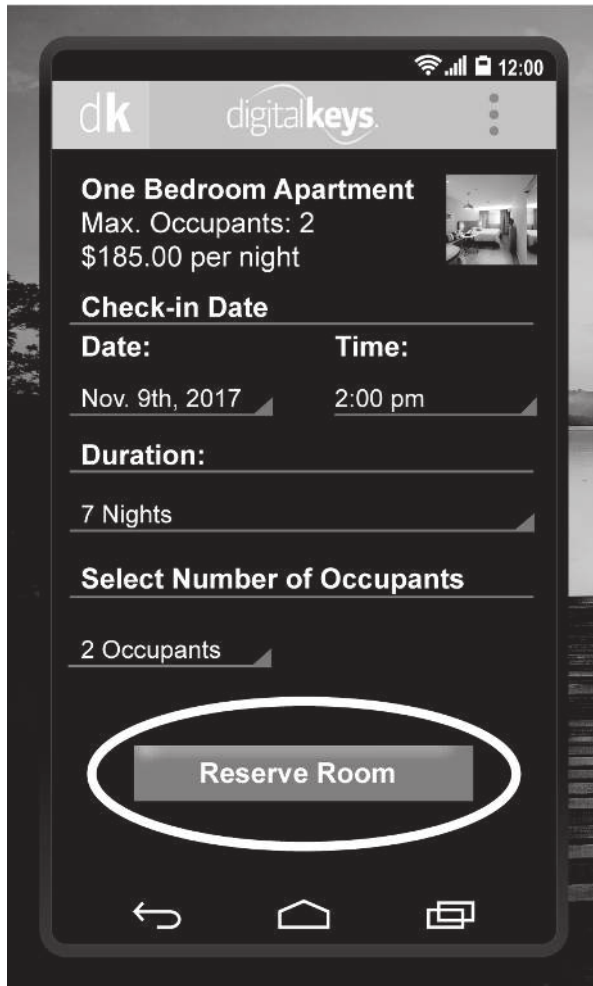 12:00
dk digitalkeys.
One Bedroom Apartment
Max. Occupants: 2
$185.00 per night
Check-in Date
Date: Time:
Nov. 9th, 2017 2:00 pm
Duration:
7 Nights
Select Number of Occupants
2 Occupants
Reserve Room